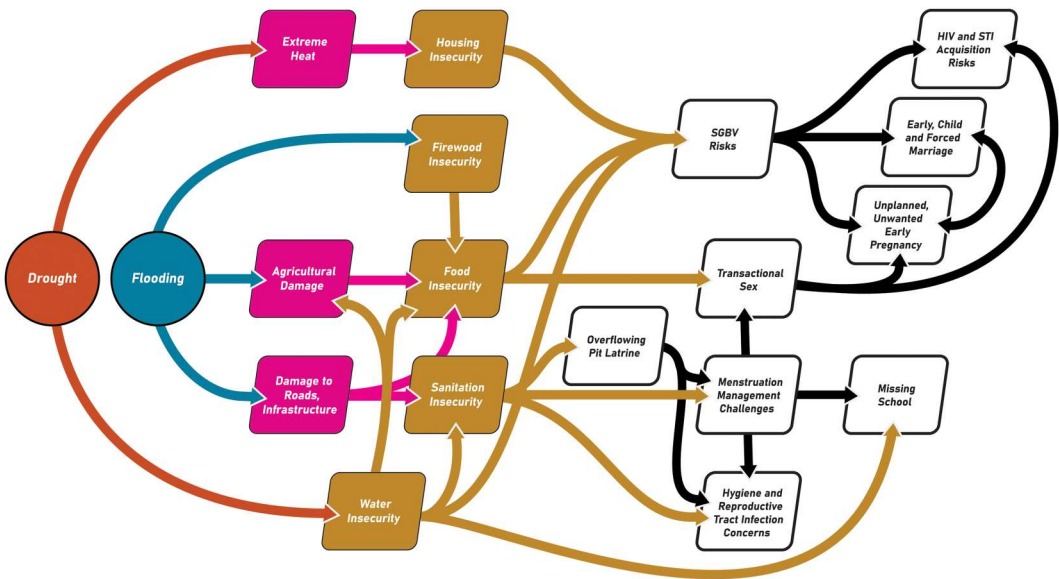 Extreme
Heat
Housing
Insecurity
HIV and STI
Acquisition
Risks
Firewood
Insecurity
SGBV
Risks
Early, Child
and Forced
Marriage
Unplanned,
Unwanted
Early
Pregnancy
Drought
Flooding
Agricultural
Damage
Food
Insecurity
Transactional
Sex
Overflowing
Pit Latrine
Damage to
Roads,
Infrastructure
Sanitation
Insecurity
Menstruation
Management
Challenges
Missing
School
Water
Insecurity
Hygiene and
Reproductive
Tract Infection
Concerns